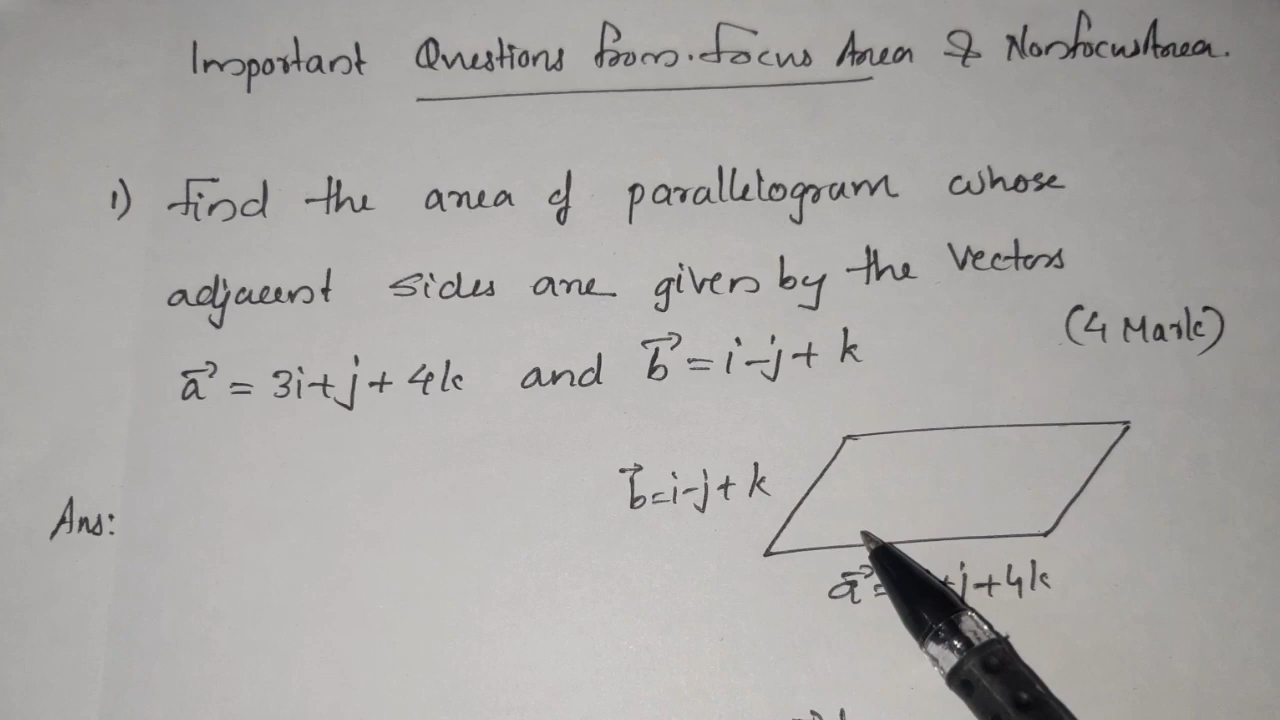 Important Questions from. focus Area & Nonfocus Area.
1) Find the area of parallelogram whose
adjacent sides are given by the vectors
(4 Mark)
a⃗ = 3i+j+4k and b⃗ = i-j+k
b⃗=i-j+k
Ans:
a⃗= +j+4k